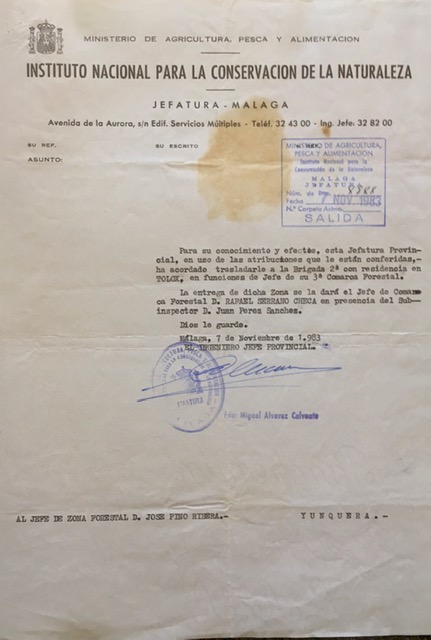 MINISTERIO DE AGRICULTURA, PESCA Y ALIMENTACION
INSTITUTO NACIONAL PARA LA CONSERVACION DE LA NATURALEZA
JEFATURA - MALAGA
Avenida de la Aurora, s/n Edif. Servicios Múltiples - Teléf. 32 43 00 - Ing. Jefe: 32 82 00
SU REF. SU ESCRITO
ASUNTO:
MINISTERIO DE AGRICULTURA,
PESCA Y ALIMENTACION
Instituto Nacional para la
Conservación de la Naturaleza
MALAGA
JEFATURA
Núm. de
Fecha 7 NOV. 1983
N.º Carpeta Archivo
SALIDA
Para su conocimiento y efectos, esta Jefatura Provin-
cial, en uso de las atribuciones que le están conferidas,-
ha acordado trasladarle a la Brigada 2ª con residencia en
TOLOX, en funciones de Jefe de su 3ª Comarca Forestal.
La entrega de dicha Zona se la dará el Jefe de Comar
ca Forestal D. RAFAEL SERRANO CHECA en presencia del Sub-
inspector D. Juan Perez Sanches.
Dios le guarde.
Málaga, 7 de Noviembre de 1.983
EL INGENIERO JEFE PROVINCIAL.
JEFATURA
Fdo: Miguel Alvarez Calvente
AL JEFE DE ZONA FORESTAL D. JOSE PINO RIBERA.- YUNQUERA.-